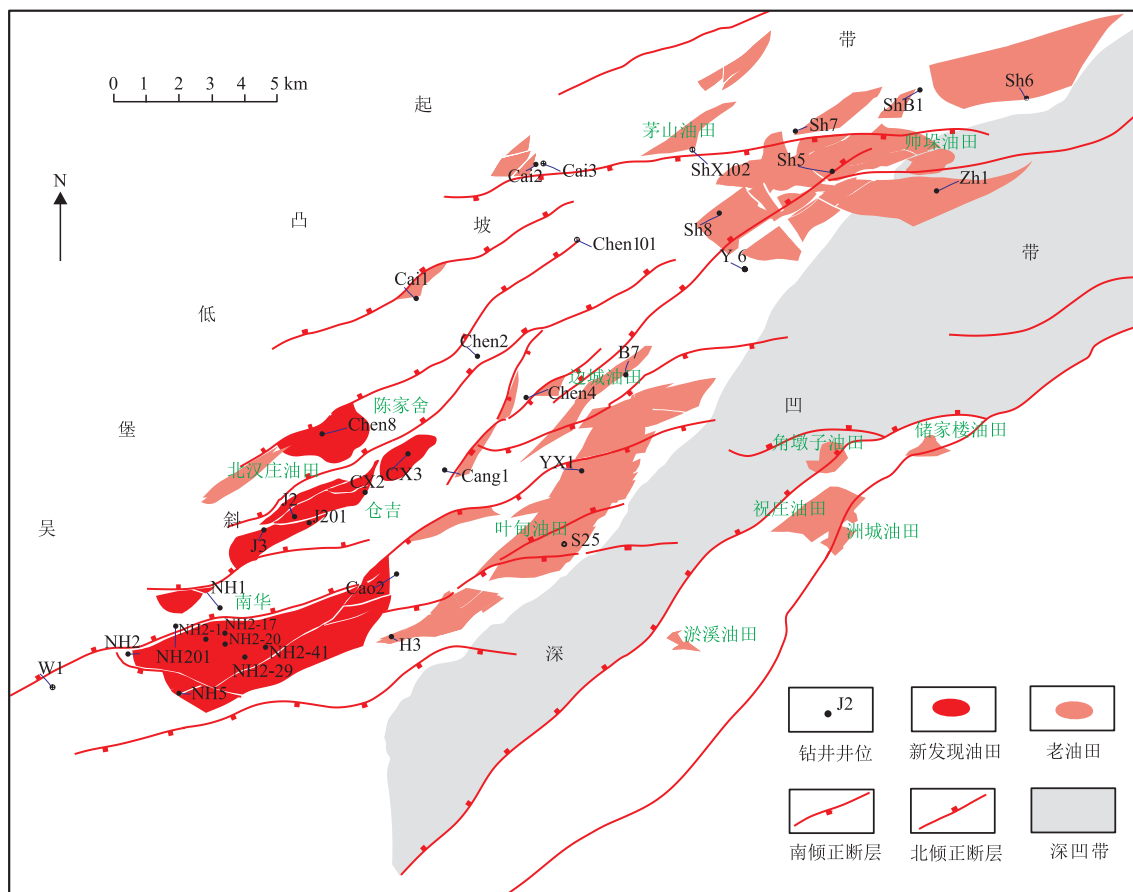 带
0 1 2 3 4 5 km
起
Sh6
ShB1
茅山油田
Sh7
帅垛油田
N
Cai2
Cai3
ShX102
Sh5
Zh1
凸
坡
Sh8
Chen101
Y 6
带
Cai1
低
Chen2
B7
边城油田
Chen4
陈家舍
凹
堡
Chen8
角墩子油田
储家楼油田
北汉庄油田
CX3
CX2
Cang1
YX1
J2
仓吉
祝庄油田
吴
斜
J201
叶甸油田
洲城油田
J3
S25
NH1
Cao2
南华
NH2-17
NH2-1
NH2-20
淤溪油田
NH2
NH201
NH2-41
H3
深
W1
NH2-29
NH5
J2
钻井井位
新发现油田
老油田
南倾正断层
北倾正断层
深凹带